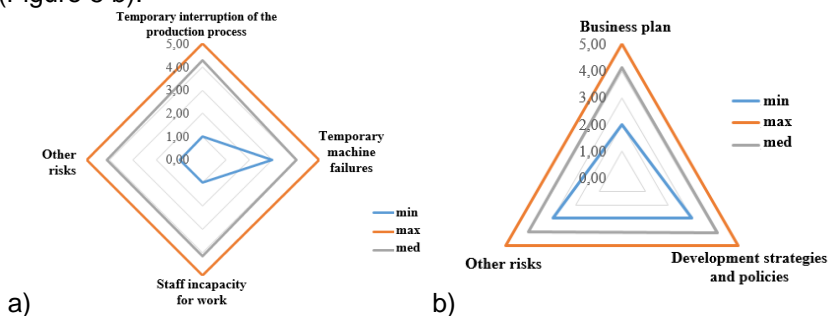 Temporary interruption of the
production process
5,00
4,00
3,00
2,00
1,00
0,00
Other
risks
Temporary
machine
failures
Staff incapacity
for work
min
max
med
a)
Business plan
5,00
4,00
3,00
2,00
1,00
0,00
min
max
med
Other risks
Development strategies
and policies
b)